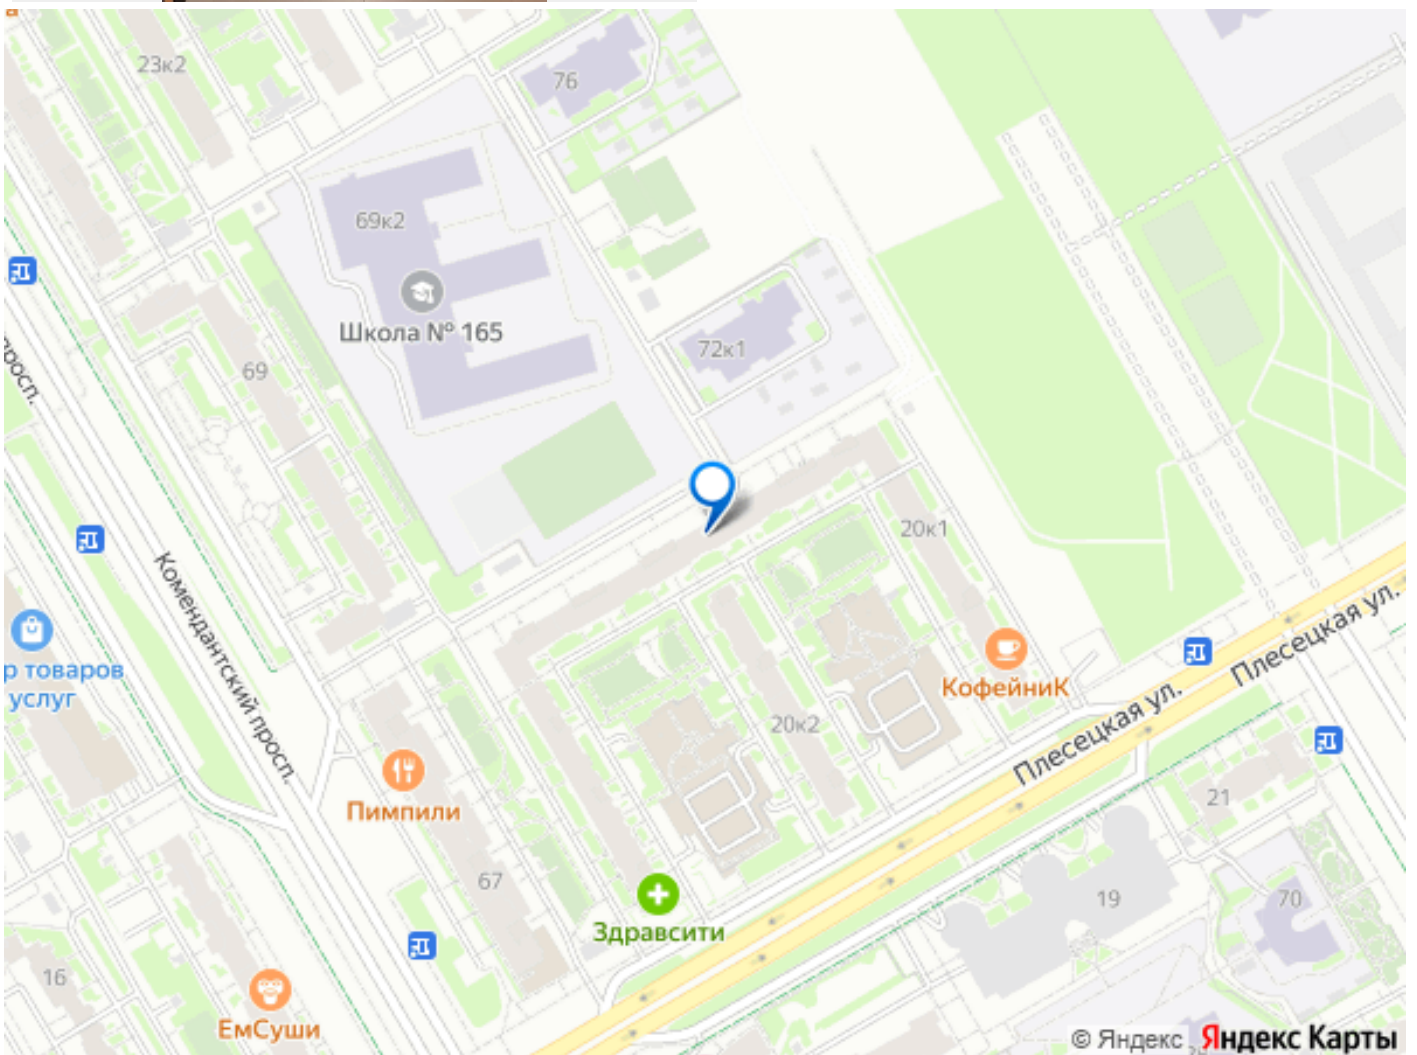 23к2
76
69к2
Школа № 165
72к1
69
просп.
20к1
Комендантский просп.
р товаров
услуг
КофейниК
Плесецкая ул.
Плесецкая ул.
20к2
Пимпили
21
67
19
70
Здравсити
16
ЕмСуши
© Яндекс Яндекс Карты